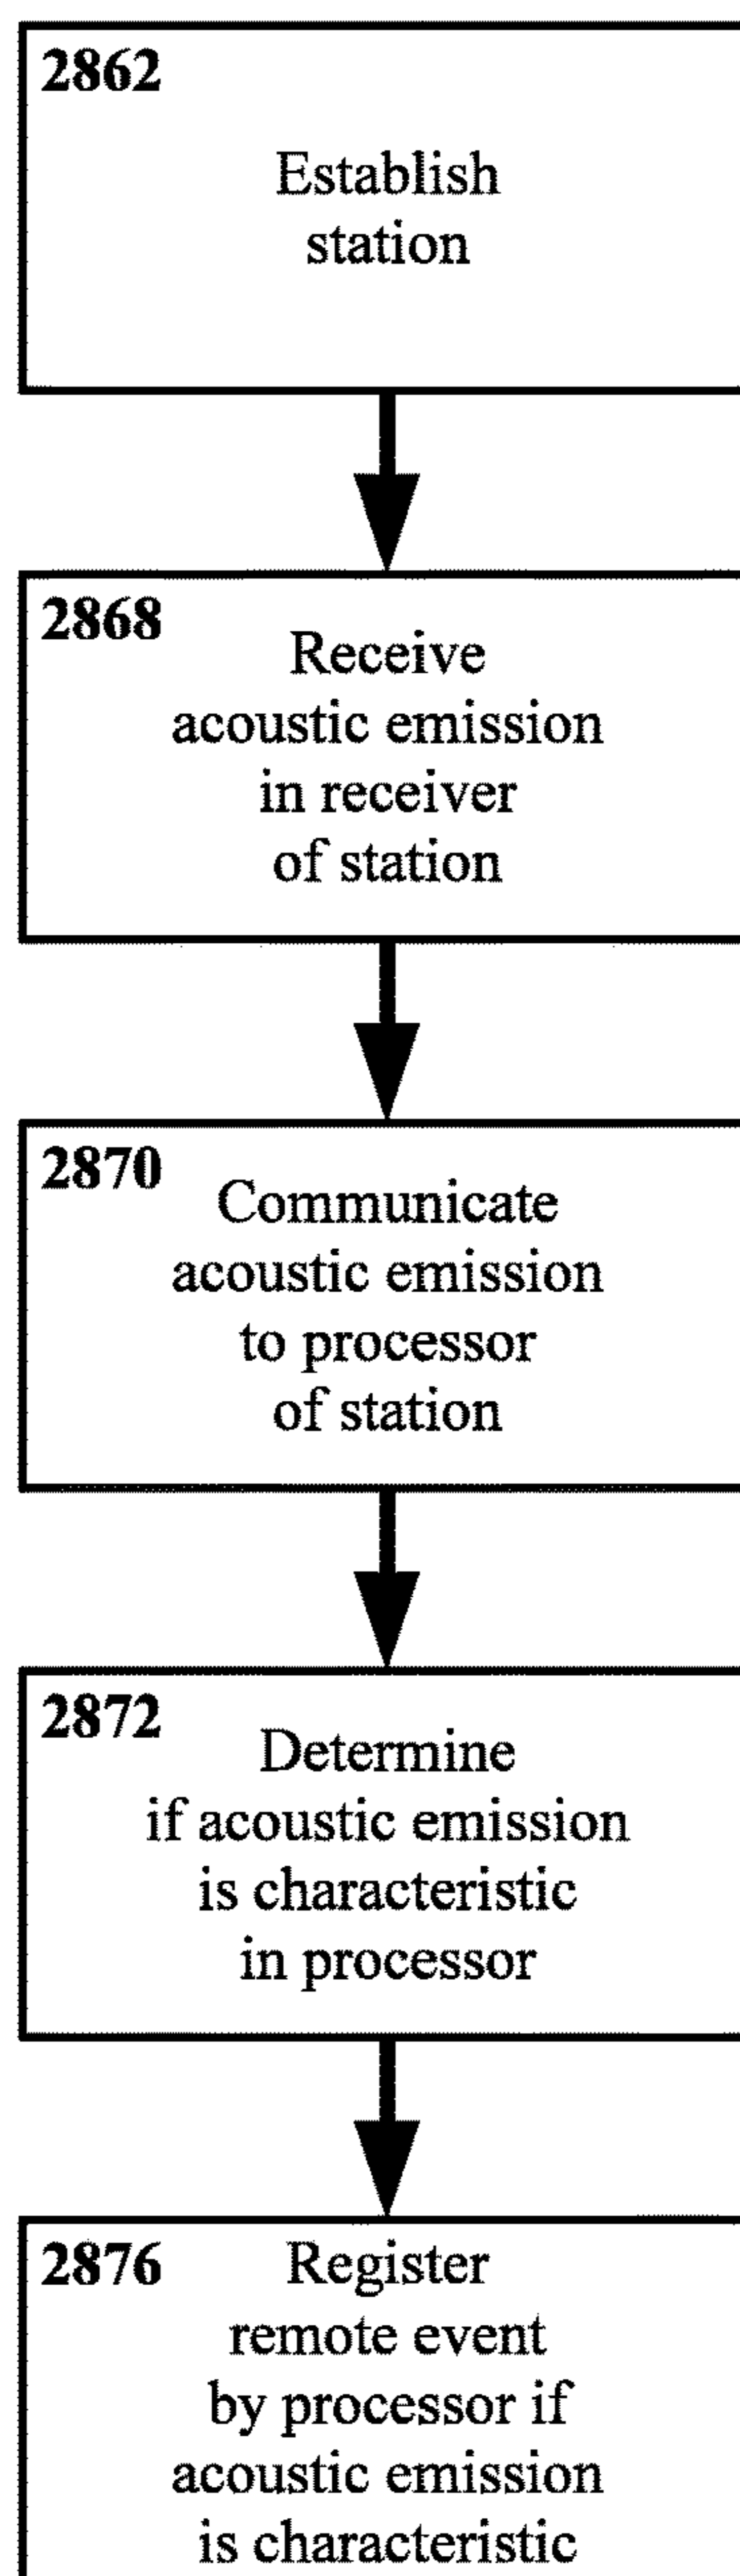 2862
Establish
station
2868
Receive
acoustic emission
in receiver
of station
2870
Communicate
acoustic emission
to processor
of station
2872
Determine
if acoustic emission
is characteristic
in processor
2876 Register
remote event
by processor if
acoustic emission
is characteristic